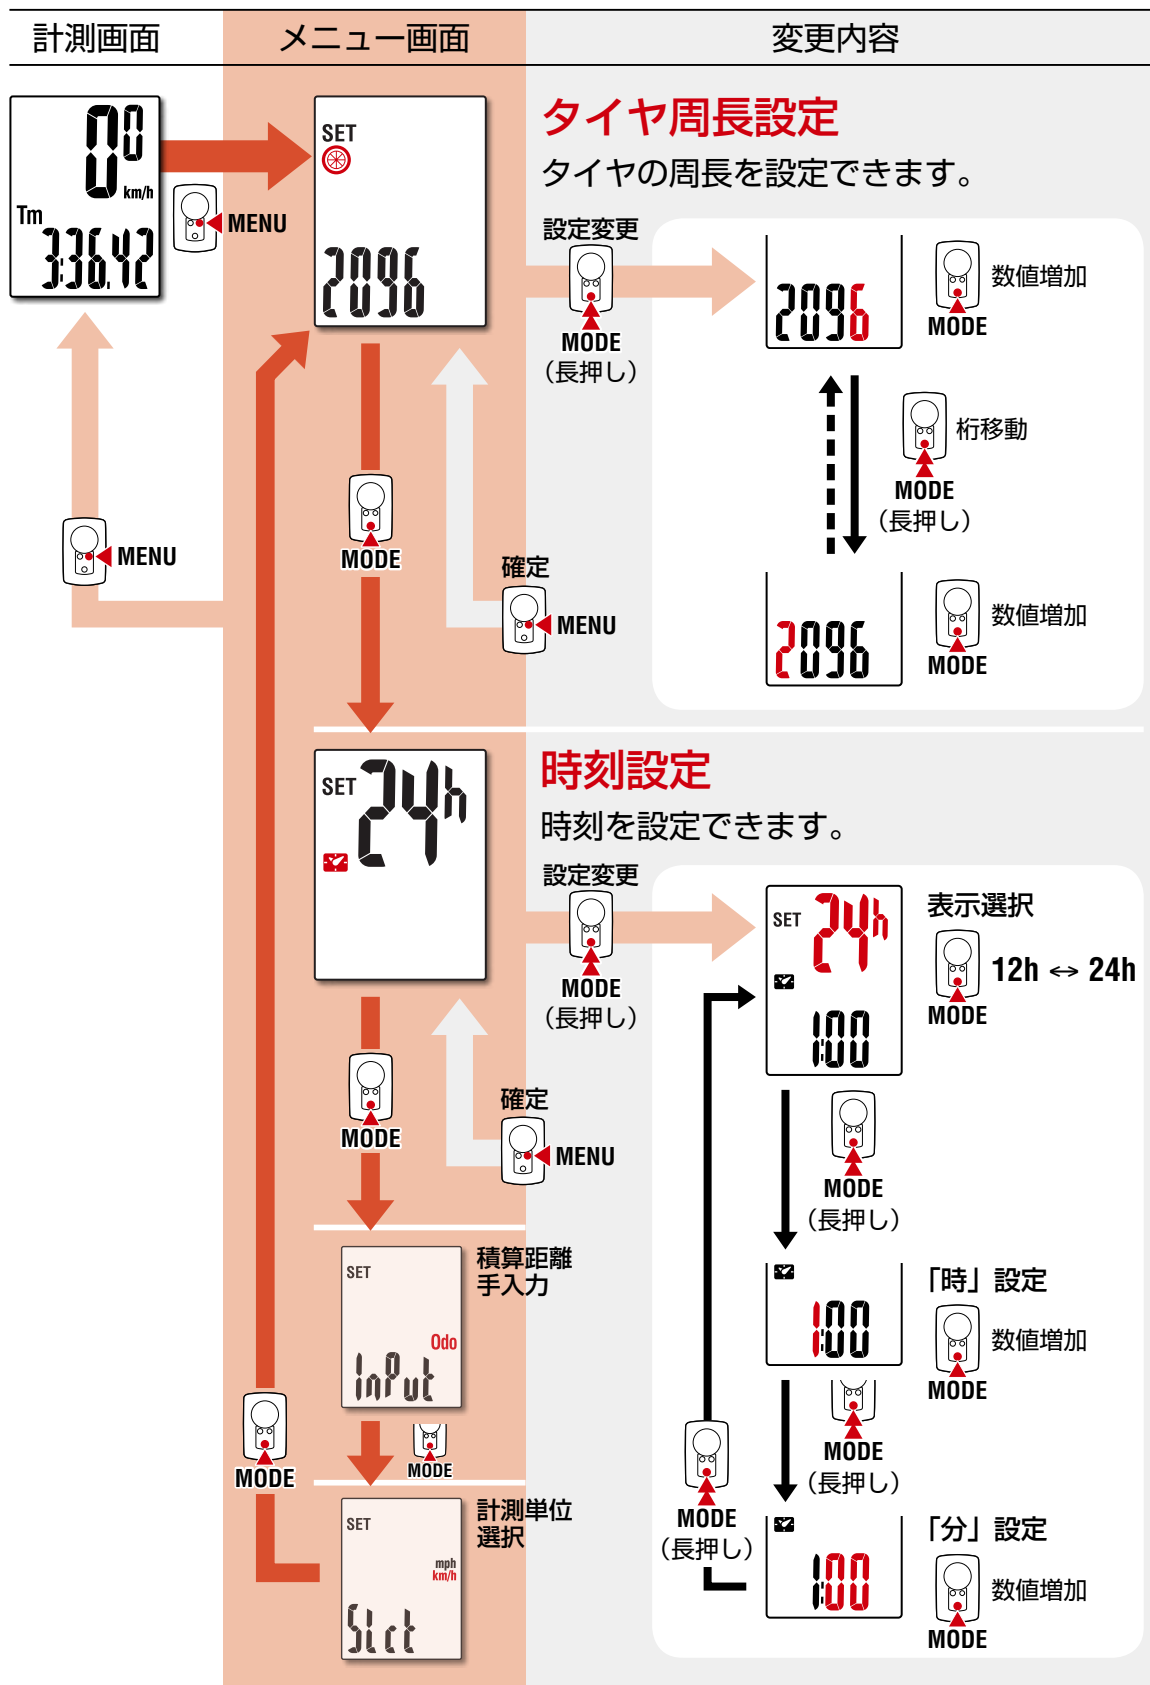 計測画面
メニュー画面
変更内容
0.0
km/h
Tm
3:36.42
MENU
SET
2096
タイヤ周長設定
タイヤの周長を設定できます。
設定変更
MODE
(長押し)
2096
MODE
数値増加
桁移動
MODE
(長押し)
2096
MODE
数値増加
MODE
確定
MENU
MENU
SET
24h
時刻設定
時刻を設定できます。
設定変更
MODE
(長押し)
SET
24h
1:00
表示選択
12h ↔ 24h
MODE
MODE
(長押し)
「時」設定
1:00
数値増加
MODE
MODE
(長押し)
「分」設定
1:00
数値増加
MODE
MODE
(長押し)
MODE
確定
MENU
積算距離
手入力
SET
Odo
InPut
MODE
計測単位
選択
SET
mph
km/h
Slct
MODE